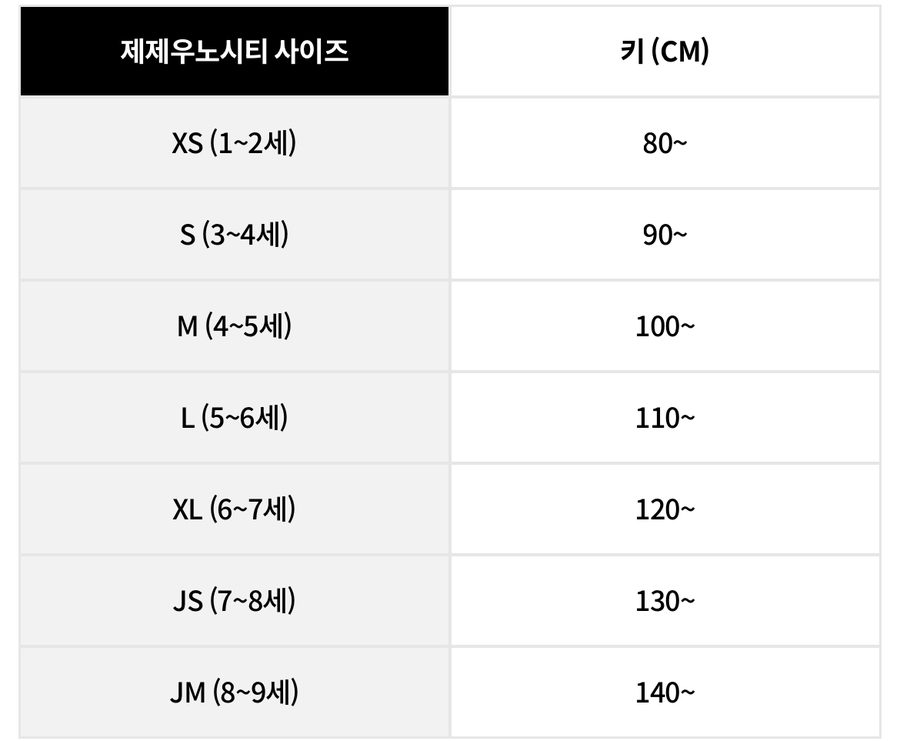 제제우노시티 사이즈 키 (CM)
XS (1~2세) 80~
S (3~4세) 90~
M (4~5세) 100~
L (5~6세) 110~
XL (6~7세) 120~
JS (7~8세) 130~
JM (8~9세) 140~